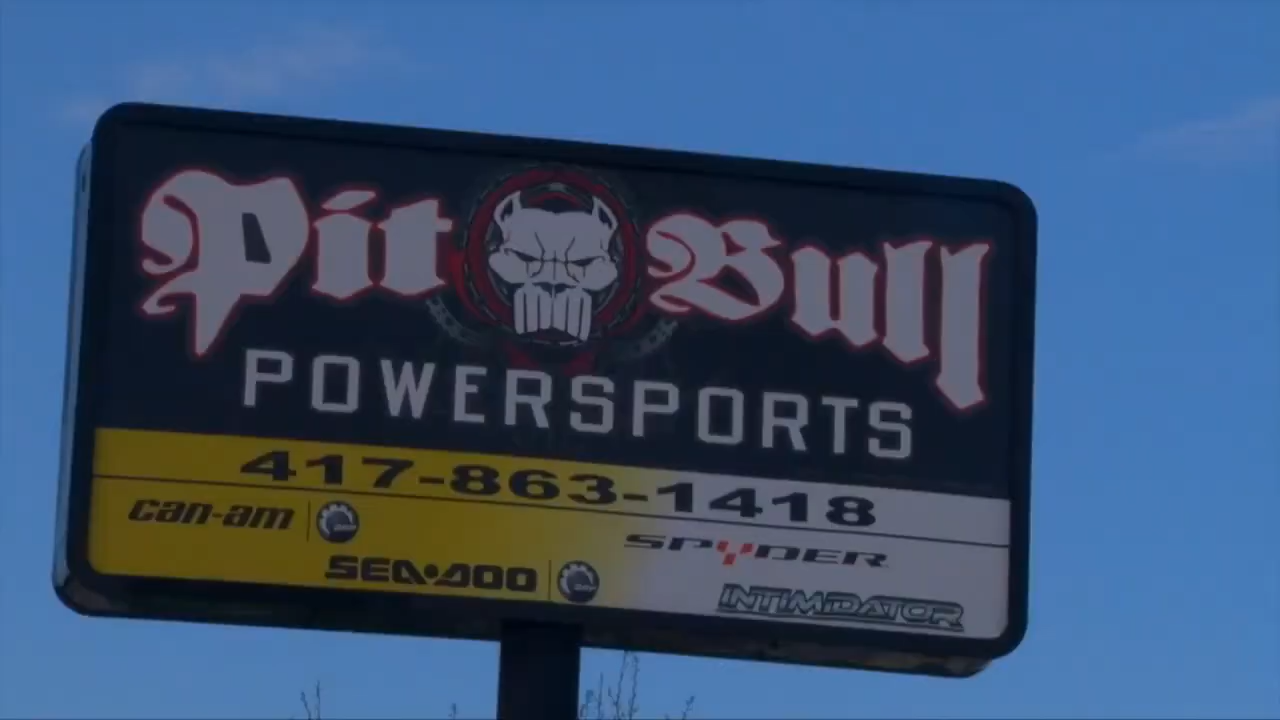 Pit Bull
POWERSPORTS
417-863-1418
can-am
SPYDER
SEA-DOO
INTIMIDATOR